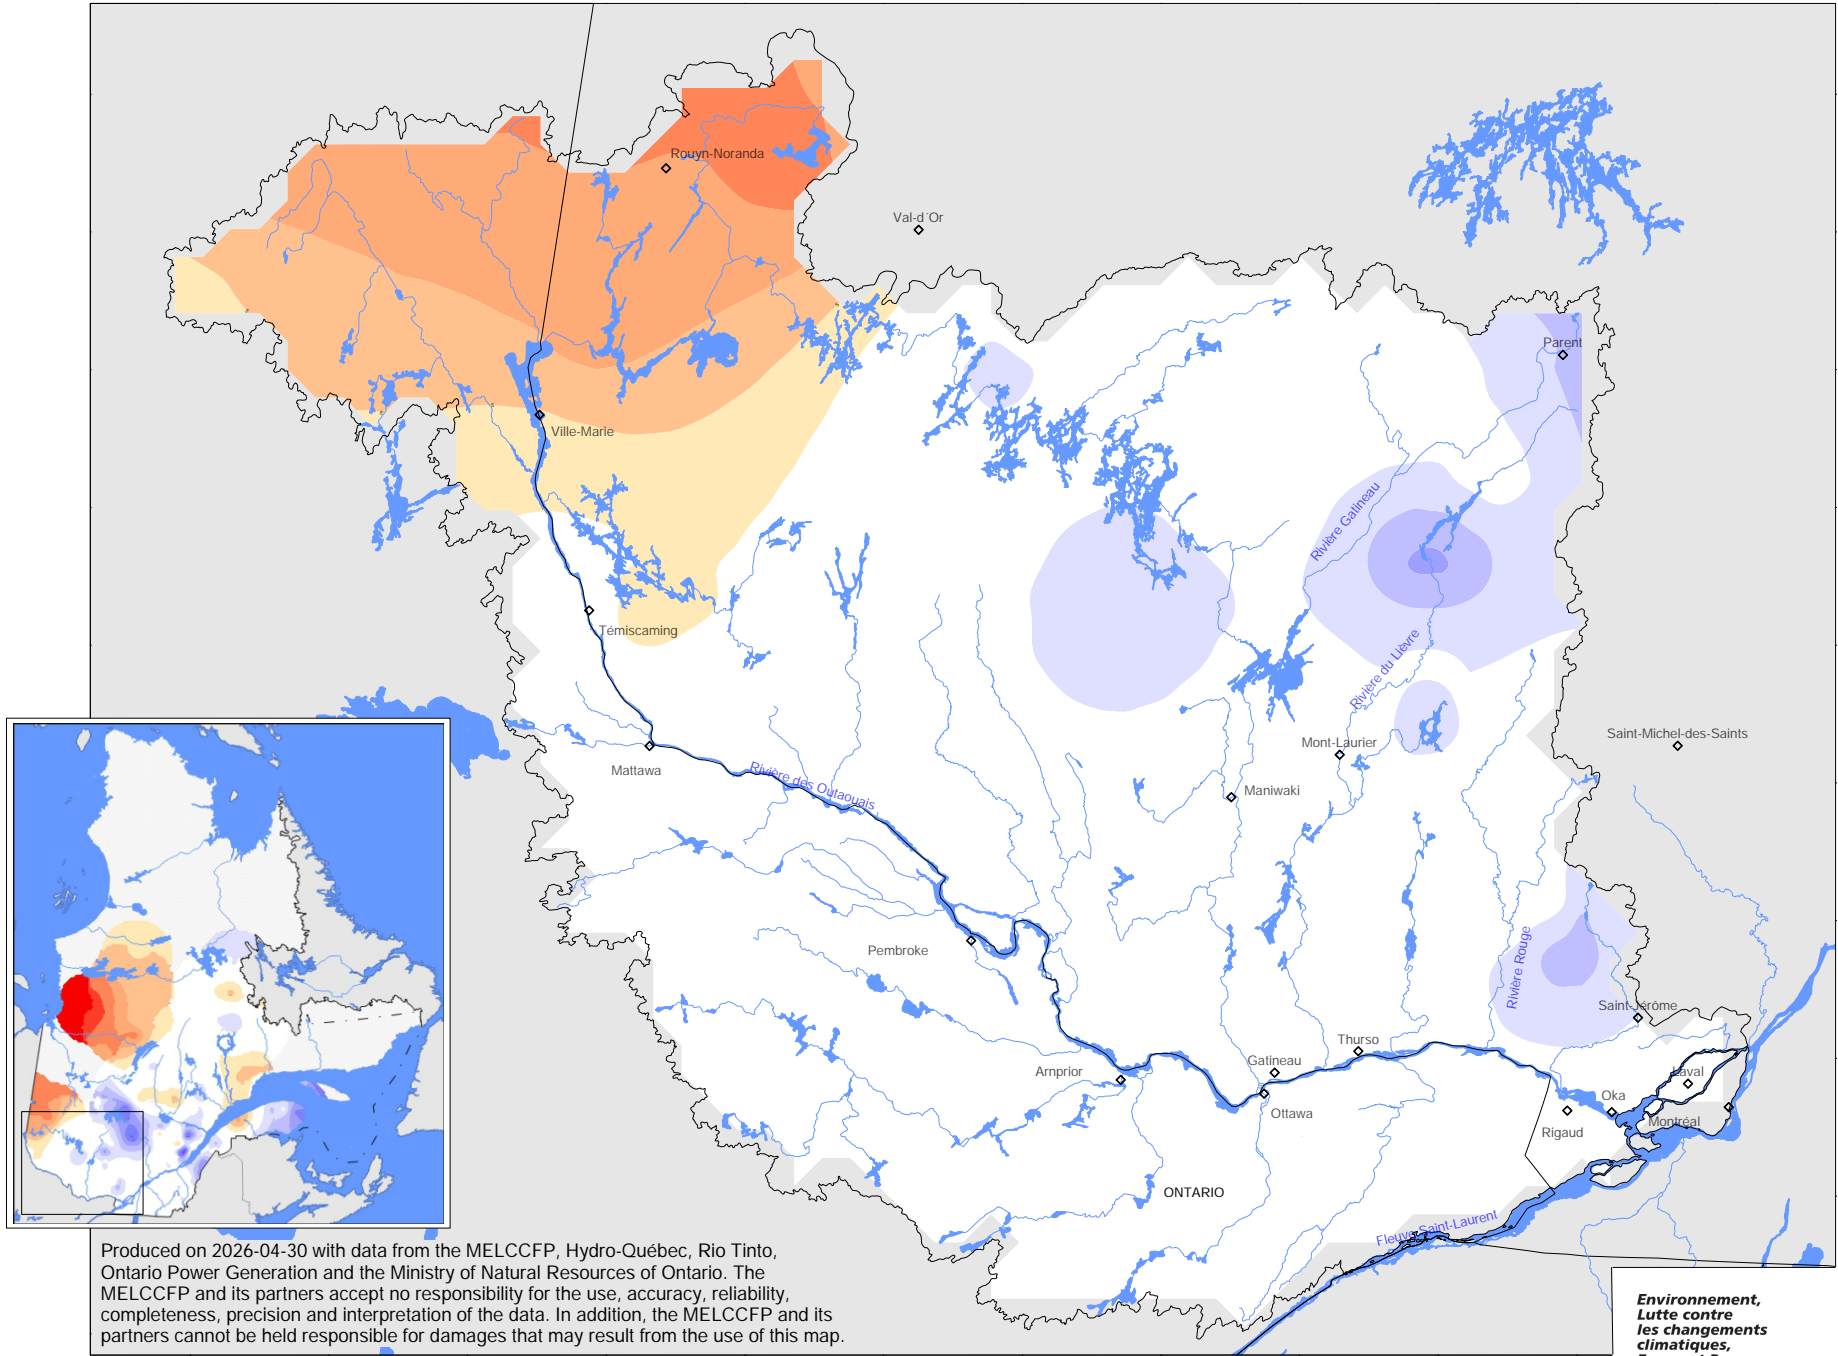 Rouyn-Noranda
Val-d´Or
Parent
Ville-Marie
Rivière Gatineau
Témiscaming
Rivière du Lièvre
Saint-Michel-des-Saints
Mont-Laurier
Mattawa
Rivière des Outaouais
Maniwaki
Pembroke
Rivière Rouge
Saint-Jérôme
Thurso
Gatineau
Arnprior
Laval
Oka
Ottawa
Montréal
Rigaud
ONTARIO
Fleuve Saint-Laurent
Produced on 2026-04-30 with data from the MELCCFP, Hydro-Québec, Rio Tinto,
Ontario Power Generation and the Ministry of Natural Resources of Ontario. The
MELCCFP and its partners accept no responsibility for the use, accuracy, reliability,
completeness, precision and interpretation of the data. In addition, the MELCCFP and its
partners cannot be held responsible for damages that may result from the use of this map.
Environnement,
Lutte contre
les changements
climatiques,